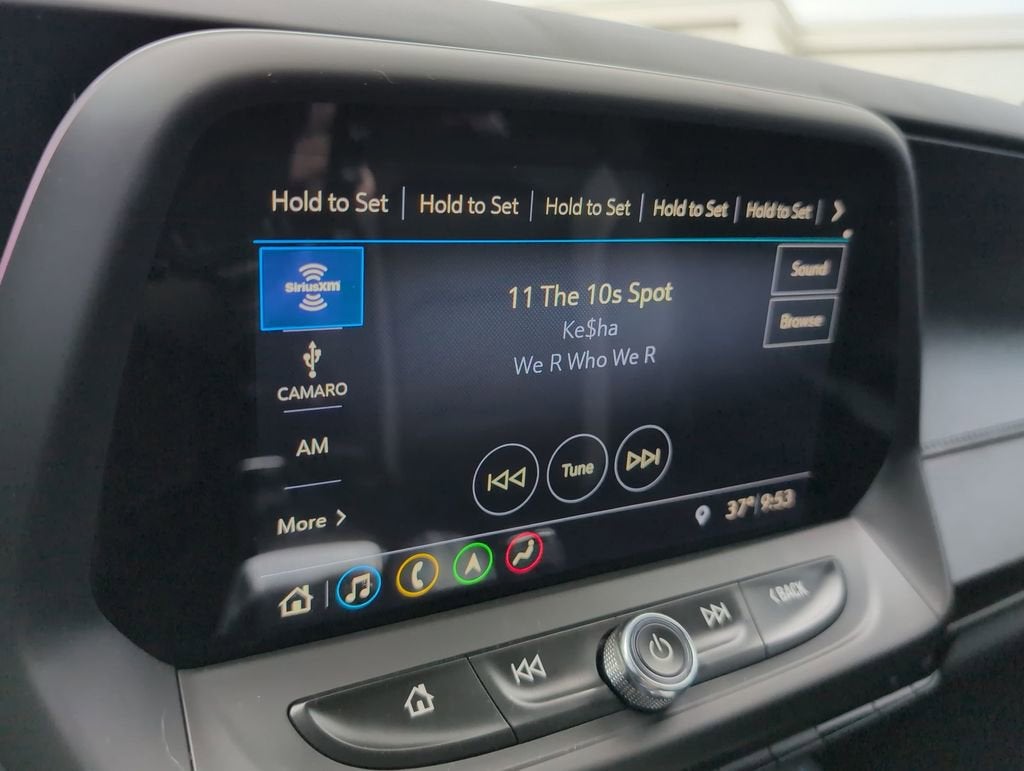 Hold to Set | Hold to Set | Hold to Set | Hold to Set | Hold to Set
SiriusXM
CAMARO
AM
More
11 The 10s Spot
Ke$ha
We R Who We R
Sound
Browse
Tune
37° 9:53
BACK